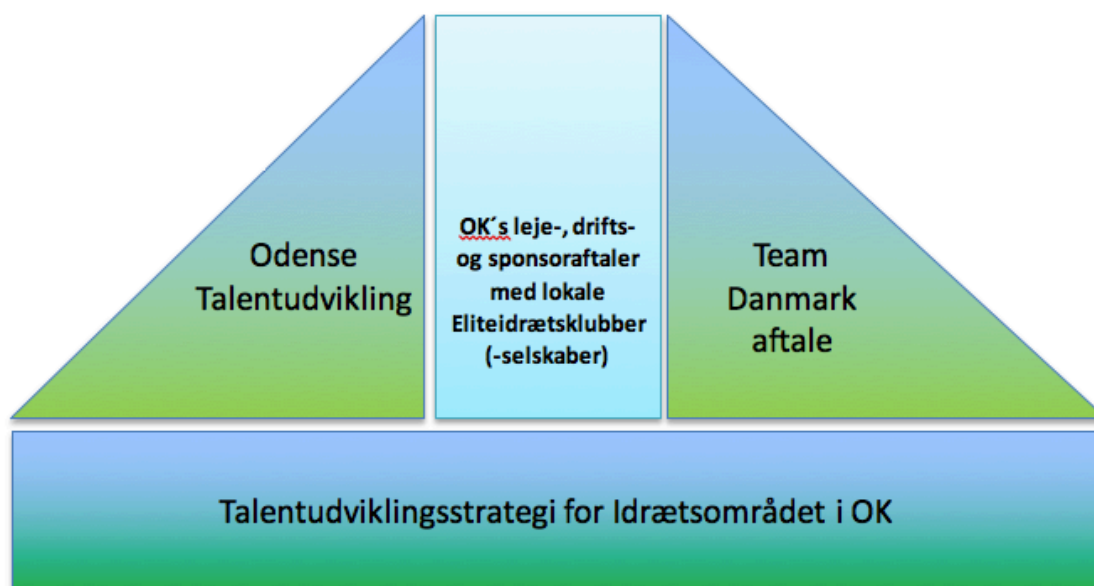 Odense
Talentudvikling
OK´s leje-, drifts-
og sponsoraftaler
med lokale
Eliteidrætsklubber
(-selskaber)
Team
Danmark
aftale
Talentudviklingsstrategi for Idrætsområdet i OK